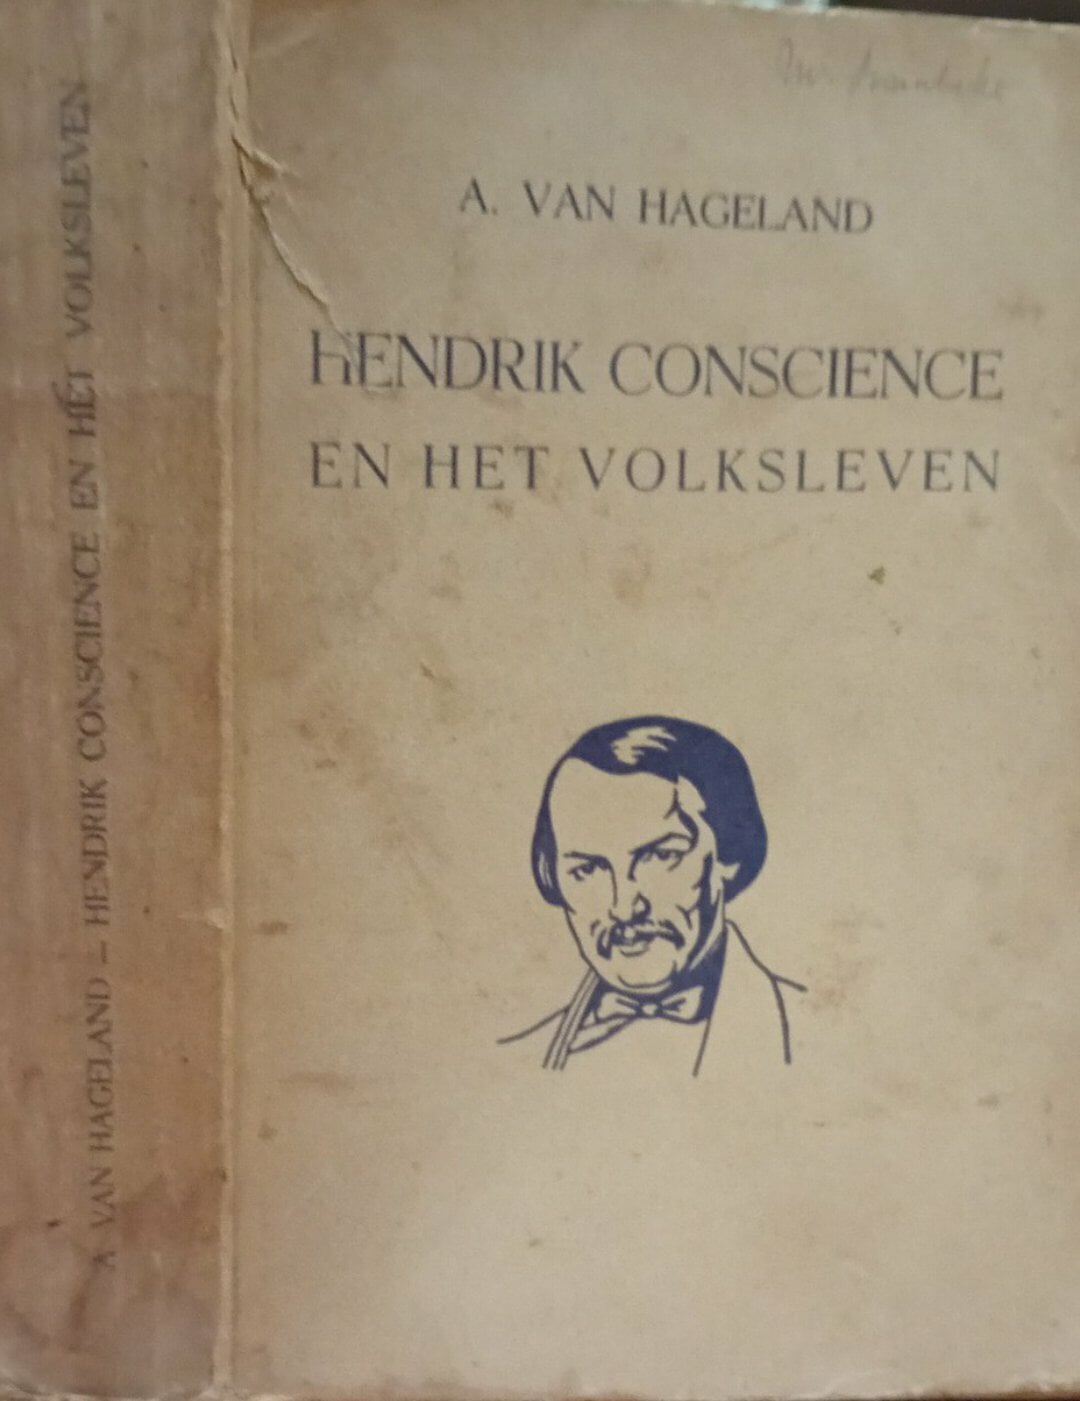 A. VAN HAGELAND
HENDRIK CONSCIENCE
EN HET VOLKSLEVEN
A VAN HAGELAND – HENDRIK CONSCIENCE EN HET VOLKSLEVEN